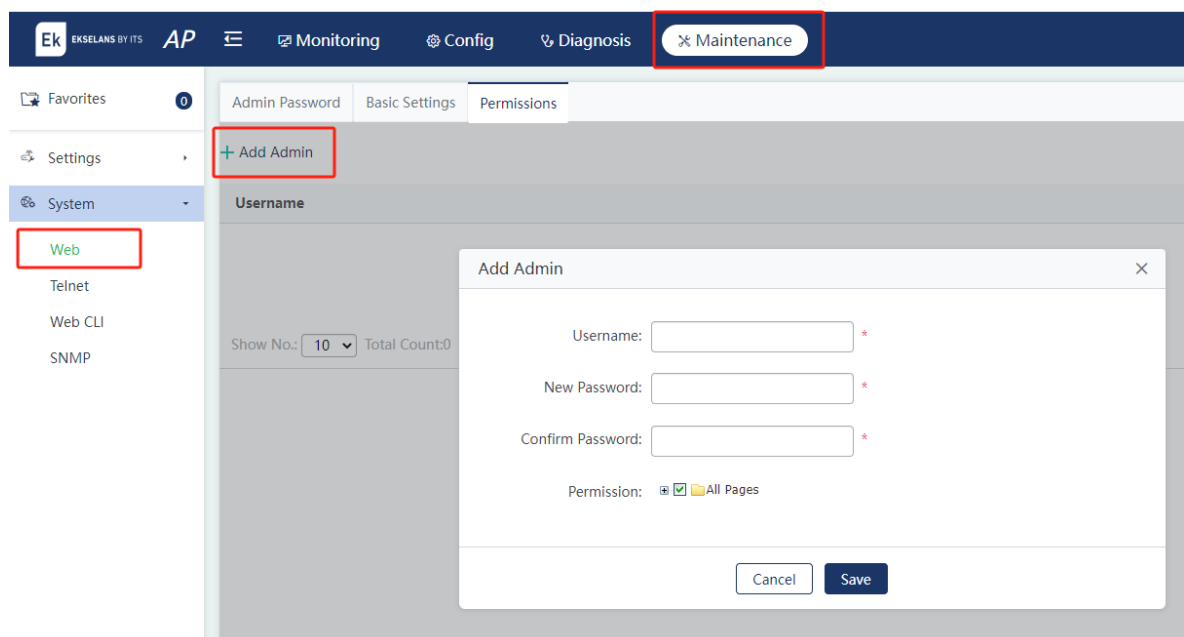 Ek EKSELANS BY ITS AP Monitoring Config Diagnosis Maintenance
Favorites 0
Settings
System
Web
Telnet
Web CLI
SNMP
Admin Password Basic Settings Permissions
+ Add Admin
Username
Show No.: 10 Total Count:0
Add Admin
Username: *
New Password: *
Confirm Password: *
Permission: All Pages
Cancel Save